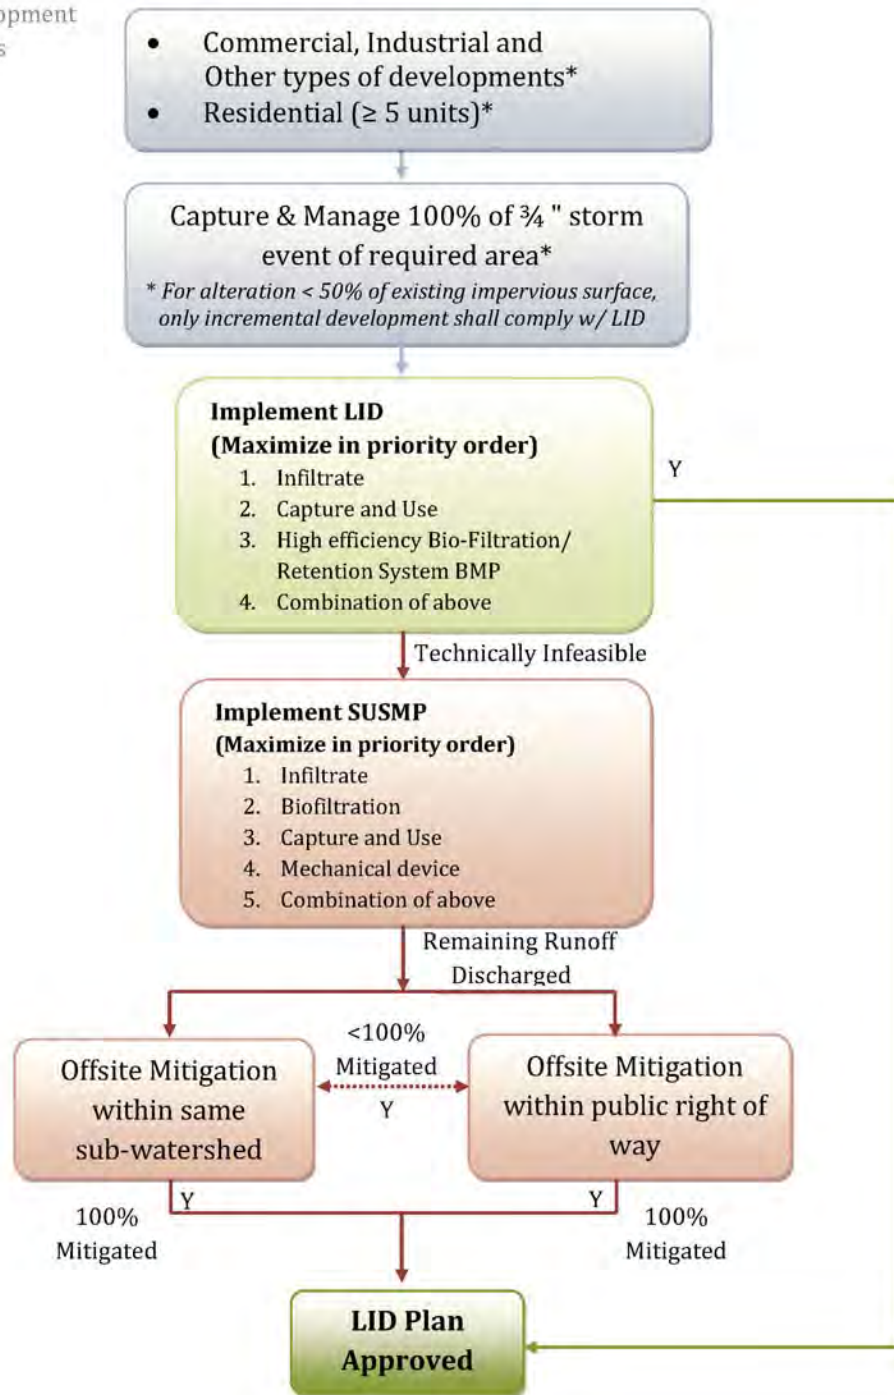 • Commercial, Industrial and
Other types of developments*
• Residential (≥ 5 units)*
Capture & Manage 100% of ¾ " storm
event of required area*
* For alteration < 50% of existing impervious surface,
only incremental development shall comply w/ LID
Implement LID
(Maximize in priority order)
1. Infiltrate
2. Capture and Use
3. High efficiency Bio-Filtration/
Retention System BMP
4. Combination of above
Y
Technically Infeasible
Implement SUSMP
(Maximize in priority order)
1. Infiltrate
2. Biofiltration
3. Capture and Use
4. Mechanical device
5. Combination of above
Remaining Runoff
Discharged
Offsite Mitigation
within same
sub-watershed
<100%
Mitigated
Y
Offsite Mitigation
within public right of
way
Y
100%
Mitigated
Y
100%
Mitigated
LID Plan
Approved